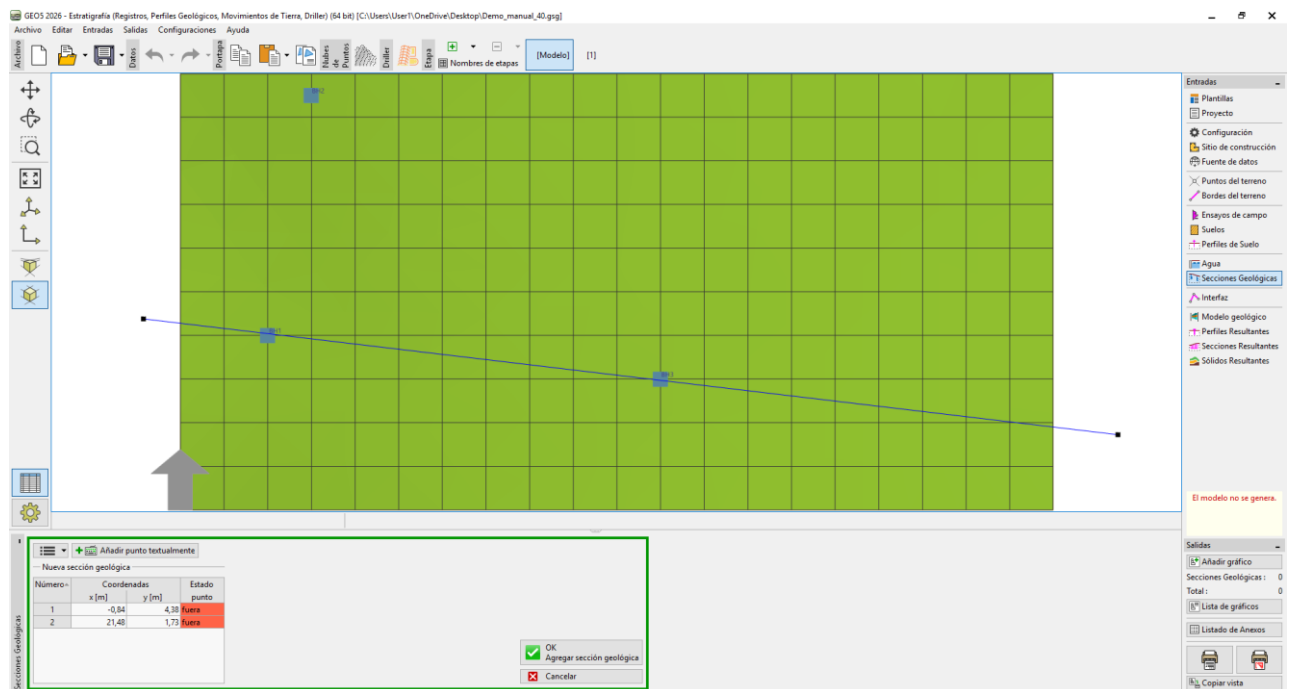 GEO5 2026 - Estratigrafía (Registros, Perfiles Geológicos, Movimientos de Tierra, Driller) (64 bit) [C:\Users\User1\OneDrive\Desktop\Demo_manual_40.gsg]
Archivo Editar Entradas Salidas Configuraciones Ayuda
Archivo
Datos
Portapa
Nubes de Puntos
Driller
Etapa
Nombres de etapas
[Modelo]
[1]
Entradas
Plantillas
Proyecto
Configuración
Sitio de construcción
Fuente de datos
Puntos del terreno
Bordes del terreno
Ensayos de campo
Suelos
Perfiles de Suelo
Agua
Secciones Geológicas
Interfaz
Modelo geológico
Perfiles Resultantes
Secciones Resultantes
Sólidos Resultantes
El modelo no se genera.
Secciones Geológicas
Añadir punto textualmente
Nueva sección geológica
Número Coordenadas Estado
x [m] y [m] punto
1 -0,84 4,38 fuera
2 21,48 1,73 fuera
OK
Agregar sección geológica
Cancelar
Salidas
Añadir gráfico
Secciones Geológicas : 0
Total : 0
Lista de gráficos
Listado de Anexos
Copiar vista